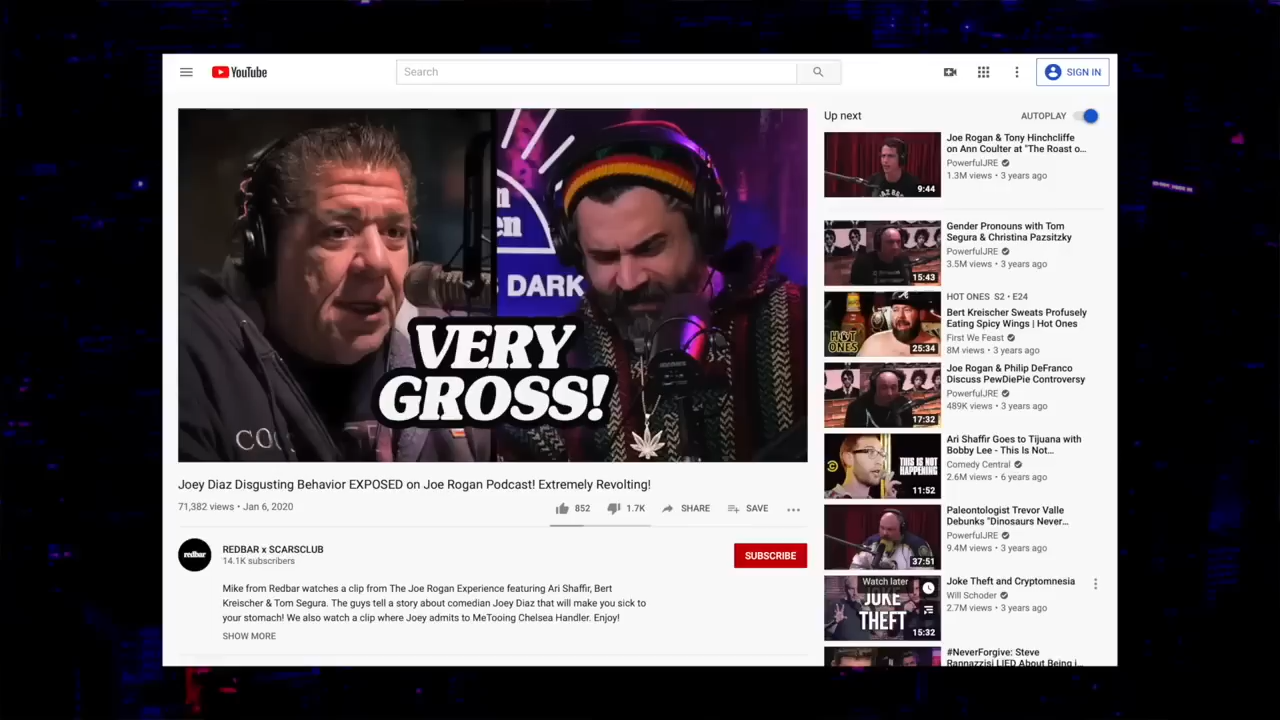 YouTube
Search
SIGN IN
DARK
VERY
GROSS!
Joey Diaz Disgusting Behavior EXPOSED on Joe Rogan Podcast! Extremely Revolting!
71,382 views • Jan 6, 2020
852
1.7K
SHARE
SAVE
redbar
REDBAR x SCARSCLUB
14.1K subscribers
SUBSCRIBE
Mike from Redbar watches a clip from The Joe Rogan Experience featuring Ari Shaffir, Bert
Kreischer & Tom Segura. The guys tell a story about comedian Joey Diaz that will make you sick to
your stomach! We also watch a clip where Joey admits to MeTooing Chelsea Handler. Enjoy!
SHOW MORE
Up next
AUTOPLAY
9:44
Joe Rogan & Tony Hinchcliffe
on Ann Coulter at "The Roast o...
PowerfulJRE
1.3M views • 3 years ago
15:43
Gender Pronouns with Tom
Segura & Christina Pazsitzky
PowerfulJRE
3.5M views • 3 years ago
HOT ONES
25:34
HOT ONES S2 • E24
Bert Kreischer Sweats Profusely
Eating Spicy Wings | Hot Ones
First We Feast
8M views • 3 years ago
17:32
Joe Rogan & Philip DeFranco
Discuss PewDiePie Controversy
PowerfulJRE
489K views • 3 years ago
THIS IS NOT
HAPPENING
11:52
Ari Shaffir Goes to Tijuana with
Bobby Lee - This Is Not...
Comedy Central
2.6M views • 6 years ago
37:51
Paleontologist Trevor Valle
Debunks "Dinosaurs Never...
PowerfulJRE
9.4M views • 3 years ago
Watch later
JOKE
THEFT
15:32
Joke Theft and Cryptomnesia
Will Schoder
2.7M views • 3 years ago
#NeverForgive: Steve
Rannazzisi LIED About Being i...